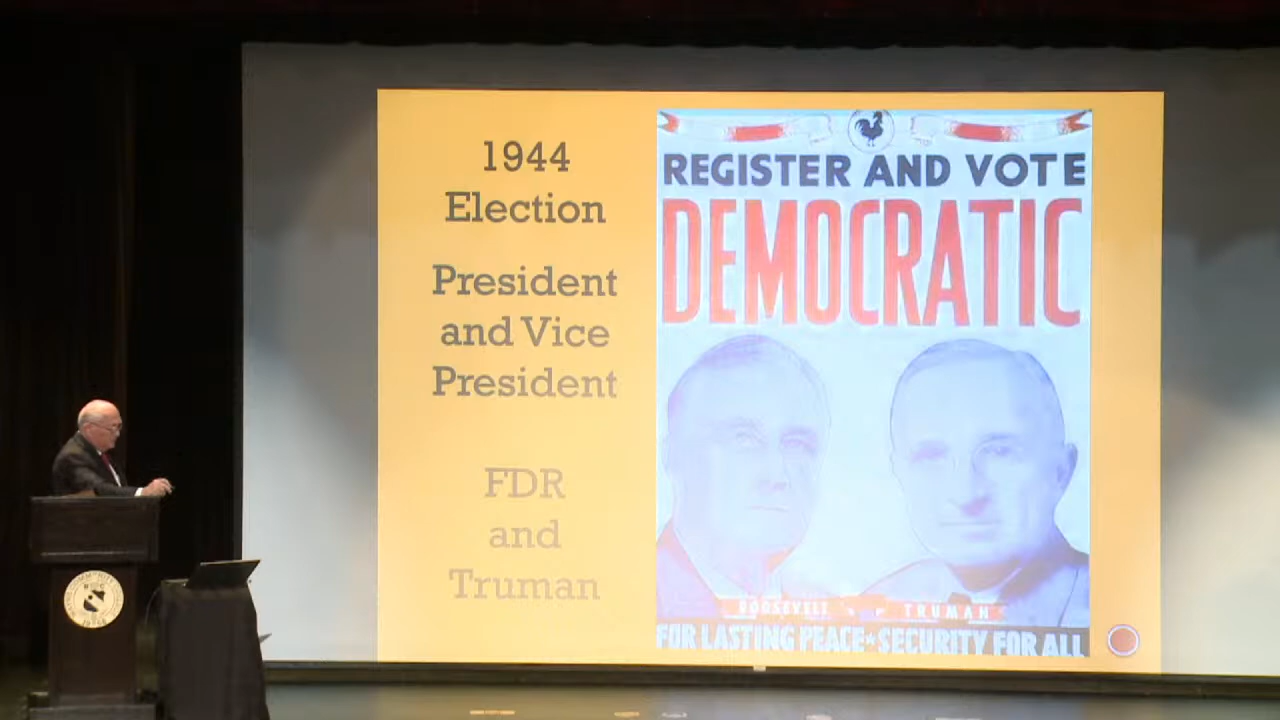 1944
Election
President
and Vice
President
FDR
and
Truman
REGISTER AND VOTE
DEMOCRATIC
ROOSEVELT
TRUMAN
FOR LASTING PEACE★SECURITY FOR ALL